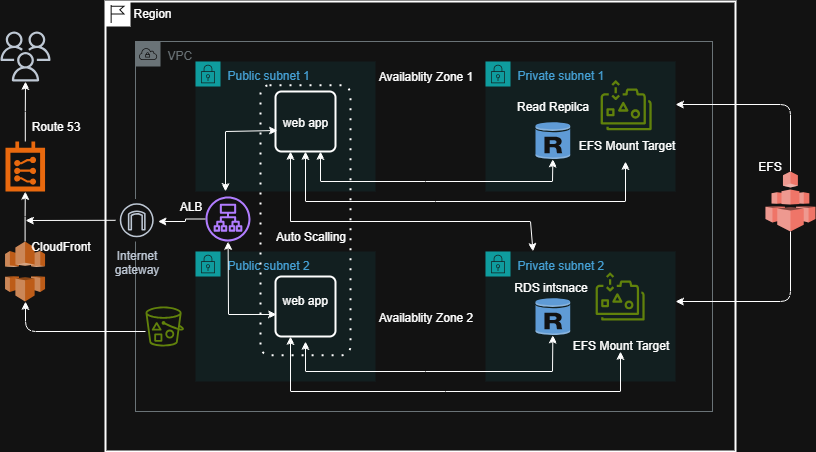 Region
VPC
Public subnet 1
Availablity Zone 1
Private subnet 1
web app
Read Repilca
R
EFS Mount Target
Route 53
EFS
ALB
CloudFront
Auto Scalling
Internet
gateway
Public subnet 2
Private subnet 2
RDS intsnace
web app
R
Availablity Zone 2
EFS Mount Target